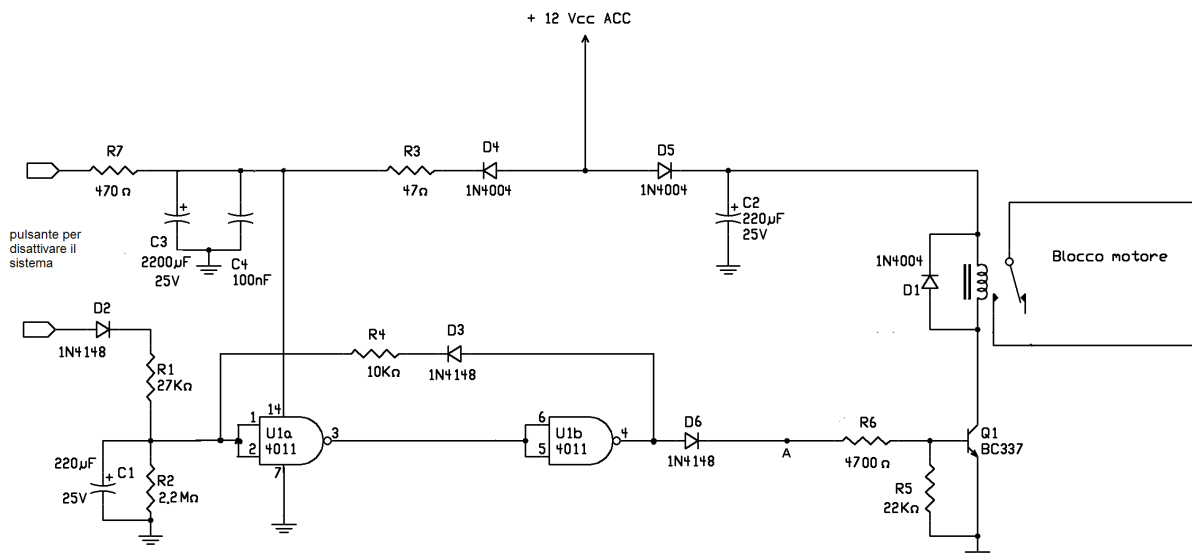 + 12 Vcc ACC
R7
470 Ω
R3
47Ω
D4
1N4004
D5
1N4004
C2
+
220µF
25V
pulsante per
disattivare il
sistema
+
C3
2200µF
25V
C4
100nF
1N4004
D1
Blocco motore
D2
1N4148
R1
27KΩ
R4
10KΩ
D3
1N4148
14
1
2
U1a
4011
3
7
6
5
U1b
4011
4
D6
1N4148
A
R6
4700 Ω
Q1
BC337
220µF
+
C1
25V
R2
2.2MΩ
R5
22KΩ